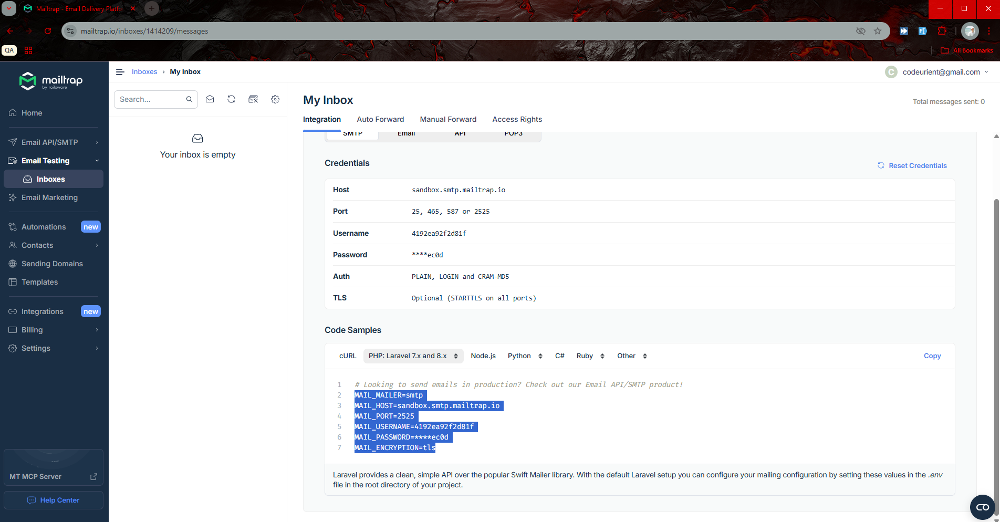 Mailtrap - Email Delivery Platfo
mailtrap.io/inboxes/1414209/messages
QA
All Bookmarks
mailtrap
by railsware
Home
Email API/SMTP
Email Testing
Inboxes
Email Marketing
Automations new
Contacts
Sending Domains
Templates
Integrations new
Billing
Settings
MT MCP Server
Help Center
Inboxes › My Inbox
C codeurient@gmail.com
Search...
Your inbox is empty
My Inbox
Total messages sent: 0
Integration Auto Forward Manual Forward Access Rights
SMTP Email API POP3
Credentials
Reset Credentials
Host sandbox.smtp.mailtrap.io
Port 25, 465, 587 or 2525
Username 4192ea92f2d81f
Password ****ec0d
Auth PLAIN, LOGIN and CRAM-MD5
TLS Optional (STARTTLS on all ports)
Code Samples
cURL PHP: Laravel 7.x and 8.x Node.js Python C# Ruby Other Copy
1 # Looking to send emails in production? Check out our Email API/SMTP product!
2 MAIL_MAILER=smtp
3 MAIL_HOST=sandbox.smtp.mailtrap.io
4 MAIL_PORT=2525
5 MAIL_USERNAME=4192ea92f2d81f
6 MAIL_PASSWORD=****ec0d
7 MAIL_ENCRYPTION=tls
Laravel provides a clean, simple API over the popular Swift Mailer library. With the default Laravel setup you can configure your mailing configuration by setting these values in the .env
file in the root directory of your project.